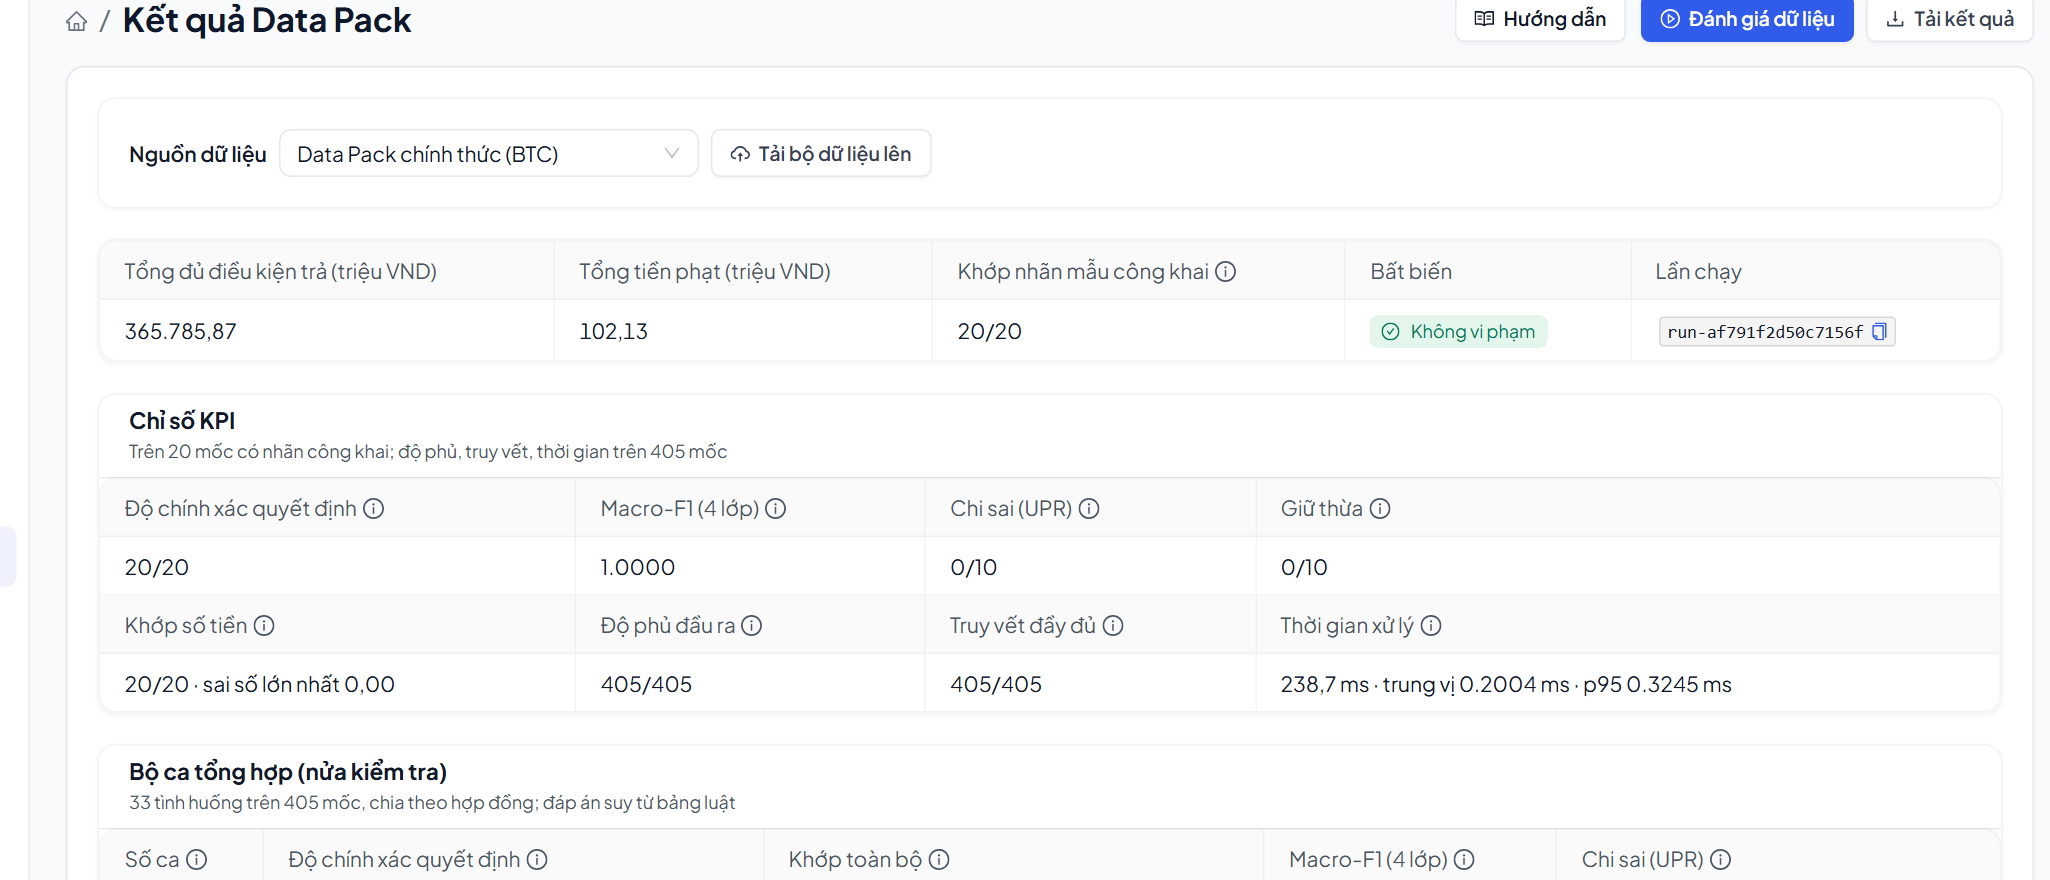 / Kết quả Data Pack
Hướng dẫn
Đánh giá dữ liệu
Tải kết quả
Nguồn dữ liệu
Data Pack chính thức (BTC)
Tải bộ dữ liệu lên
Tổng đủ điều kiện trả (triệu VND)
Tổng tiền phạt (triệu VND)
Khớp nhãn mẫu công khai
Bất biến
Lần chạy
365.785,87
102,13
20/20
Không vi phạm
run-af791f2d50c7156f
Chỉ số KPI
Trên 20 mốc có nhãn công khai; độ phủ, truy vết, thời gian trên 405 mốc
Độ chính xác quyết định
Macro-F1 (4 lớp)
Chi sai (UPR)
Giữ thừa
20/20
1.0000
0/10
0/10
Khớp số tiền
Độ phủ đầu ra
Truy vết đầy đủ
Thời gian xử lý
20/20 · sai số lớn nhất 0,00
405/405
405/405
238,7 ms · trung vị 0.2004 ms · p95 0.3245 ms
Bộ ca tổng hợp (nửa kiểm tra)
33 tình huống trên 405 mốc, chia theo hợp đồng; đáp án suy từ bảng luật
Số ca
Độ chính xác quyết định
Khớp toàn bộ
Macro-F1 (4 lớp)
Chi sai (UPR)